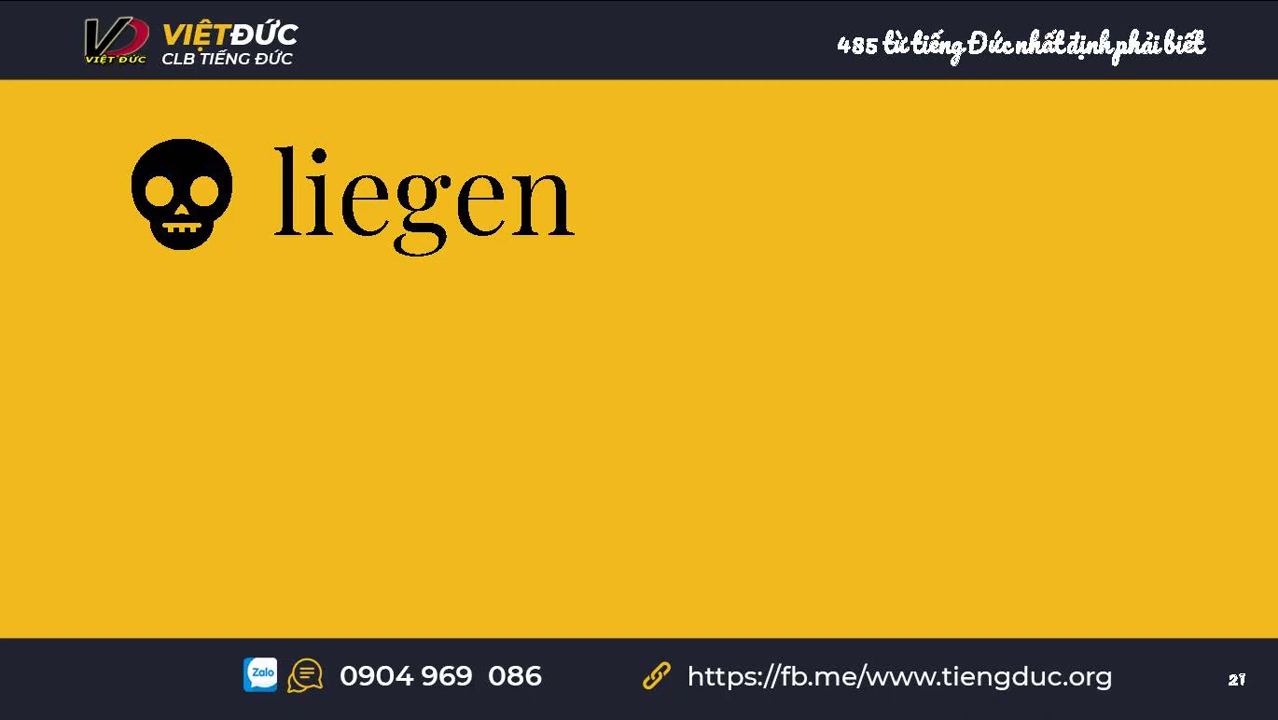 VIỆT ĐỨC
VIỆTĐỨC
CLB TIẾNG ĐỨC
485 từ tiếng Đức nhất định phải biết
liegen
Zalo
0904 969 086
https://fb.me/www.tiengduc.org